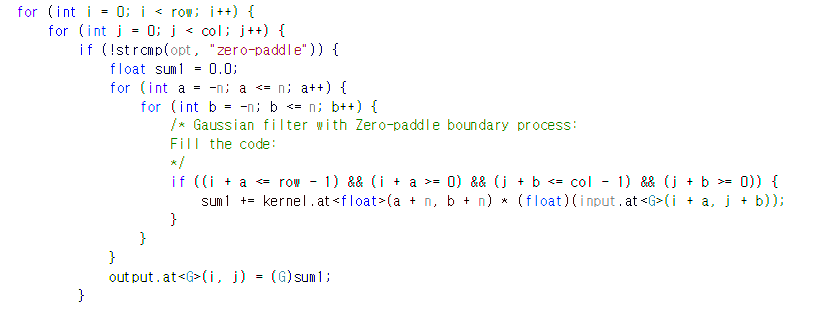 for (int i = 0; i < row; i++) {
for (int j = 0; j < col; j++) {
if (!strcmp(opt, "zero-paddle")) {
float sum1 = 0.0;
for (int a = -n; a <= n; a++) {
for (int b = -n; b <= n; b++) {
/* Gaussian filter with Zero-paddle boundary process:
Fill the code:
*/
if ((i + a <= row - 1) && (i + a >= 0) && (j + b <= col - 1) && (j + b >= 0)) {
sum1 += kernel.at<float>(a + n, b + n) * (float)(input.at<G>(i + a, j + b));
}
}
}
output.at<G>(i, j) = (G)sum1;
}